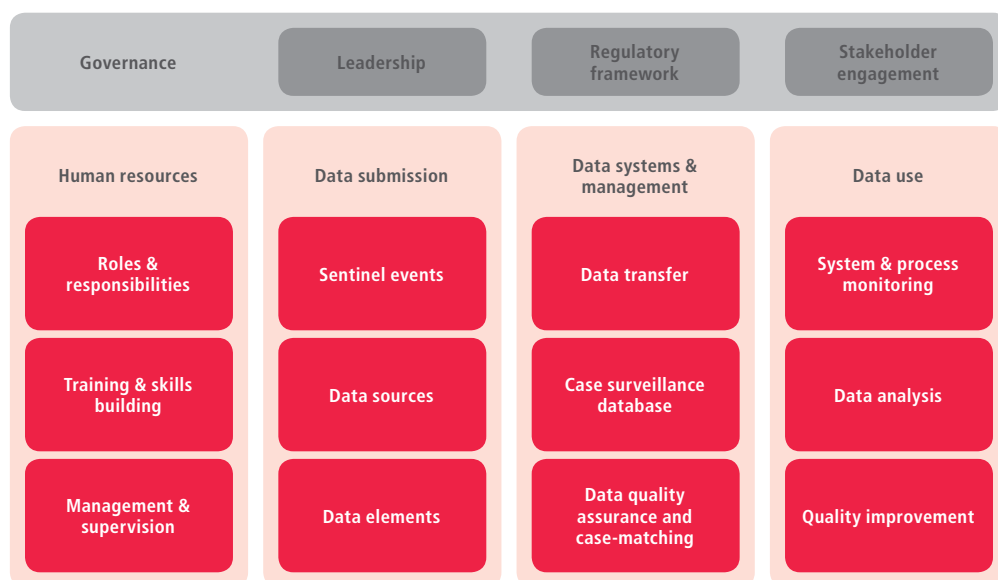 Governance
Leadership
Regulatory
framework
Stakeholder
engagement
Human resources
Roles &
responsibilities
Training & skills
building
Management &
supervision
Data submission
Sentinel events
Data sources
Data elements
Data systems &
management
Data transfer
Case surveillance
database
Data quality
assurance and
case-matching
Data use
System & process
monitoring
Data analysis
Quality improvement